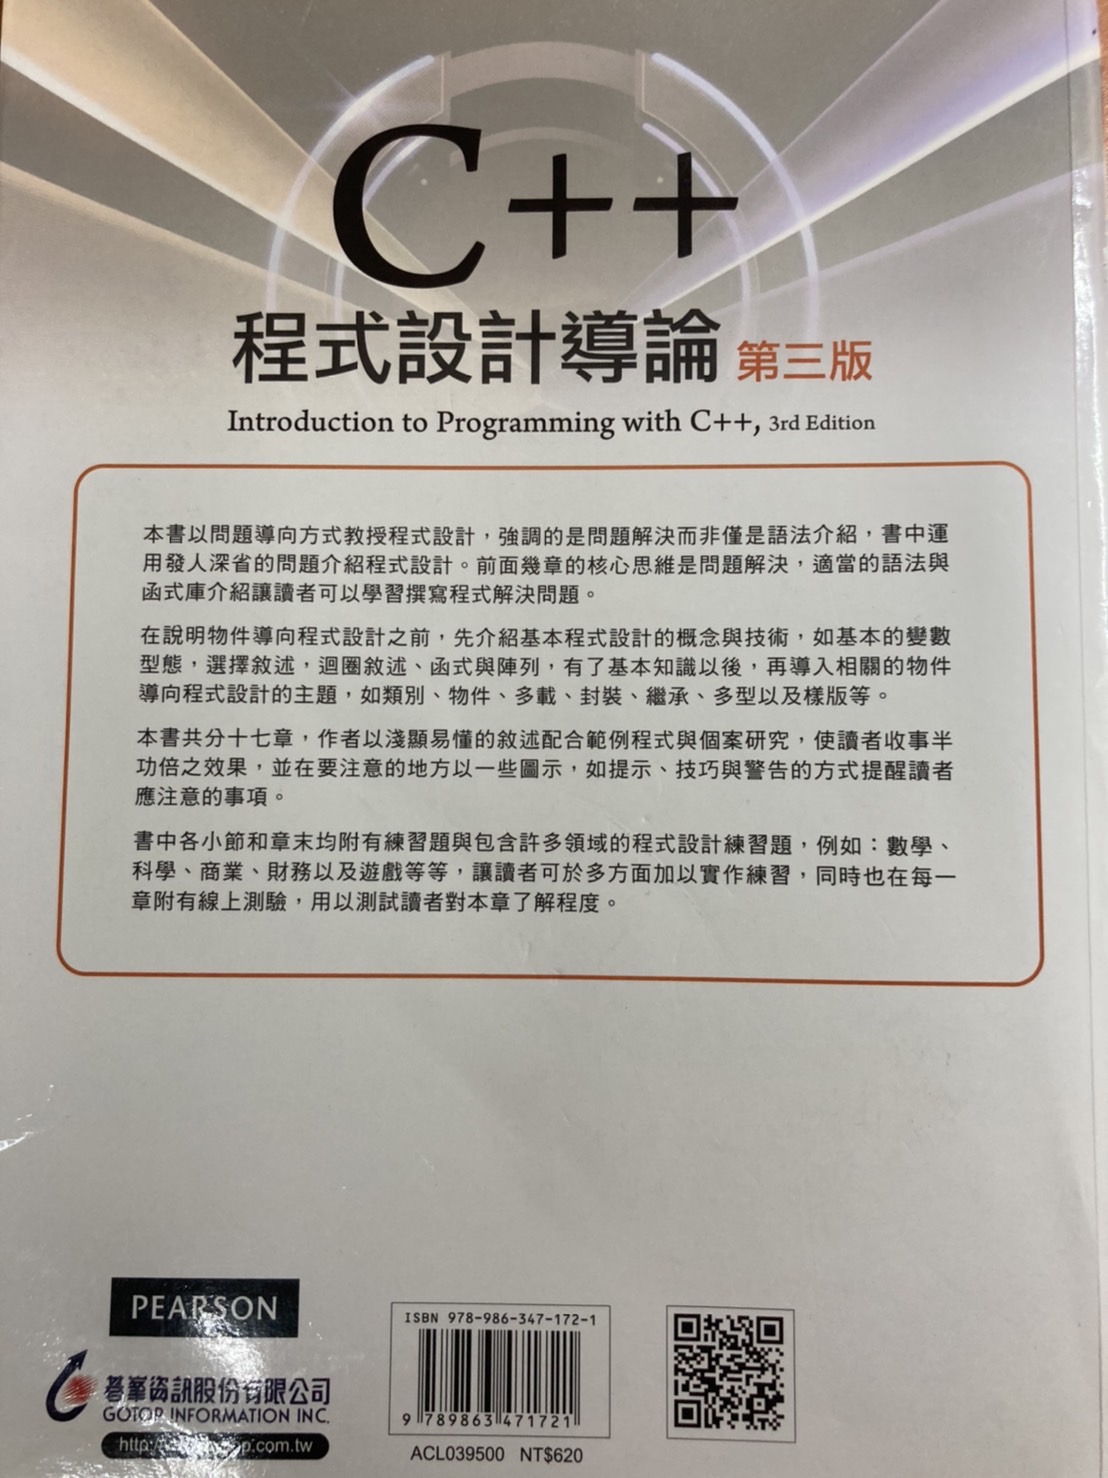 C++
程式設計導論 第三版
Introduction to Programming with C++, 3rd Edition
本書以問題導向方式教授程式設計，強調的是問題解決而非僅是語法介紹，書中運
用發人深省的問題介紹程式設計。前面幾章的核心思維是問題解決，適當的語法與
函式庫介紹讓讀者可以學習撰寫程式解決問題。
在說明物件導向程式設計之前，先介紹基本程式設計的概念與技術，如基本的變數
型態，選擇敘述，迴圈敘述、函式與陣列，有了基本知識以後，再導入相關的物件
導向程式設計的主題，如類別、物件、多載、封裝、繼承、多型以及樣版等。
本書共分十七章，作者以淺顯易懂的敘述配合範例程式與個案研究，使讀者收事半
功倍之效果，並在要注意的地方以一些圖示，如提示、技巧與警告的方式提醒讀者
應注意的事項。
書中各小節和章末均附有練習題與包含許多領域的程式設計練習題，例如：數學、
科學、商業、財務以及遊戲等等，讓讀者可於多方面加以實作練習，同時也在每一
章附有線上測驗，用以測試讀者對本章了解程度。
PEARSON
碁峯資訊股份有限公司
GOTOP INFORMATION INC.
.com.tw
ISBN 978-986-347-172-1
9 789863 471721
ACL039500 NT$620